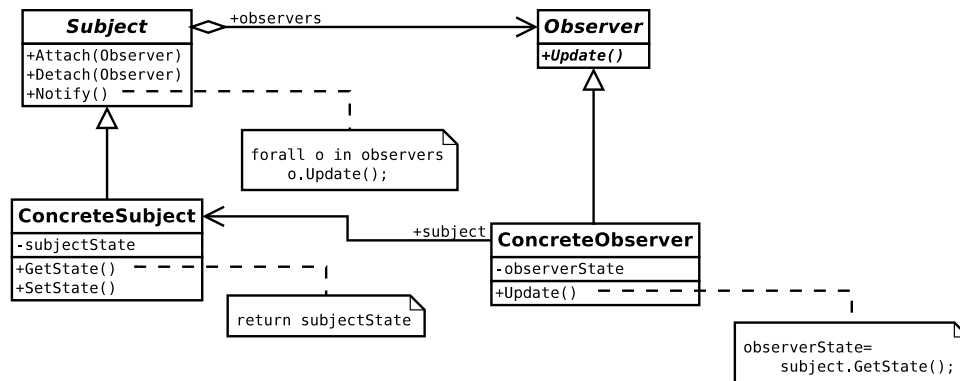 Subject
+Attach(Observer)
+Detach(Observer)
+Notify()
+observers
Observer
+Update()
forall o in observers
o.Update();
ConcreteSubject
-subjectState
+GetState()
+SetState()
return subjectState
+subject
ConcreteObserver
-observerState
+Update()
observerState=
subject.GetState();